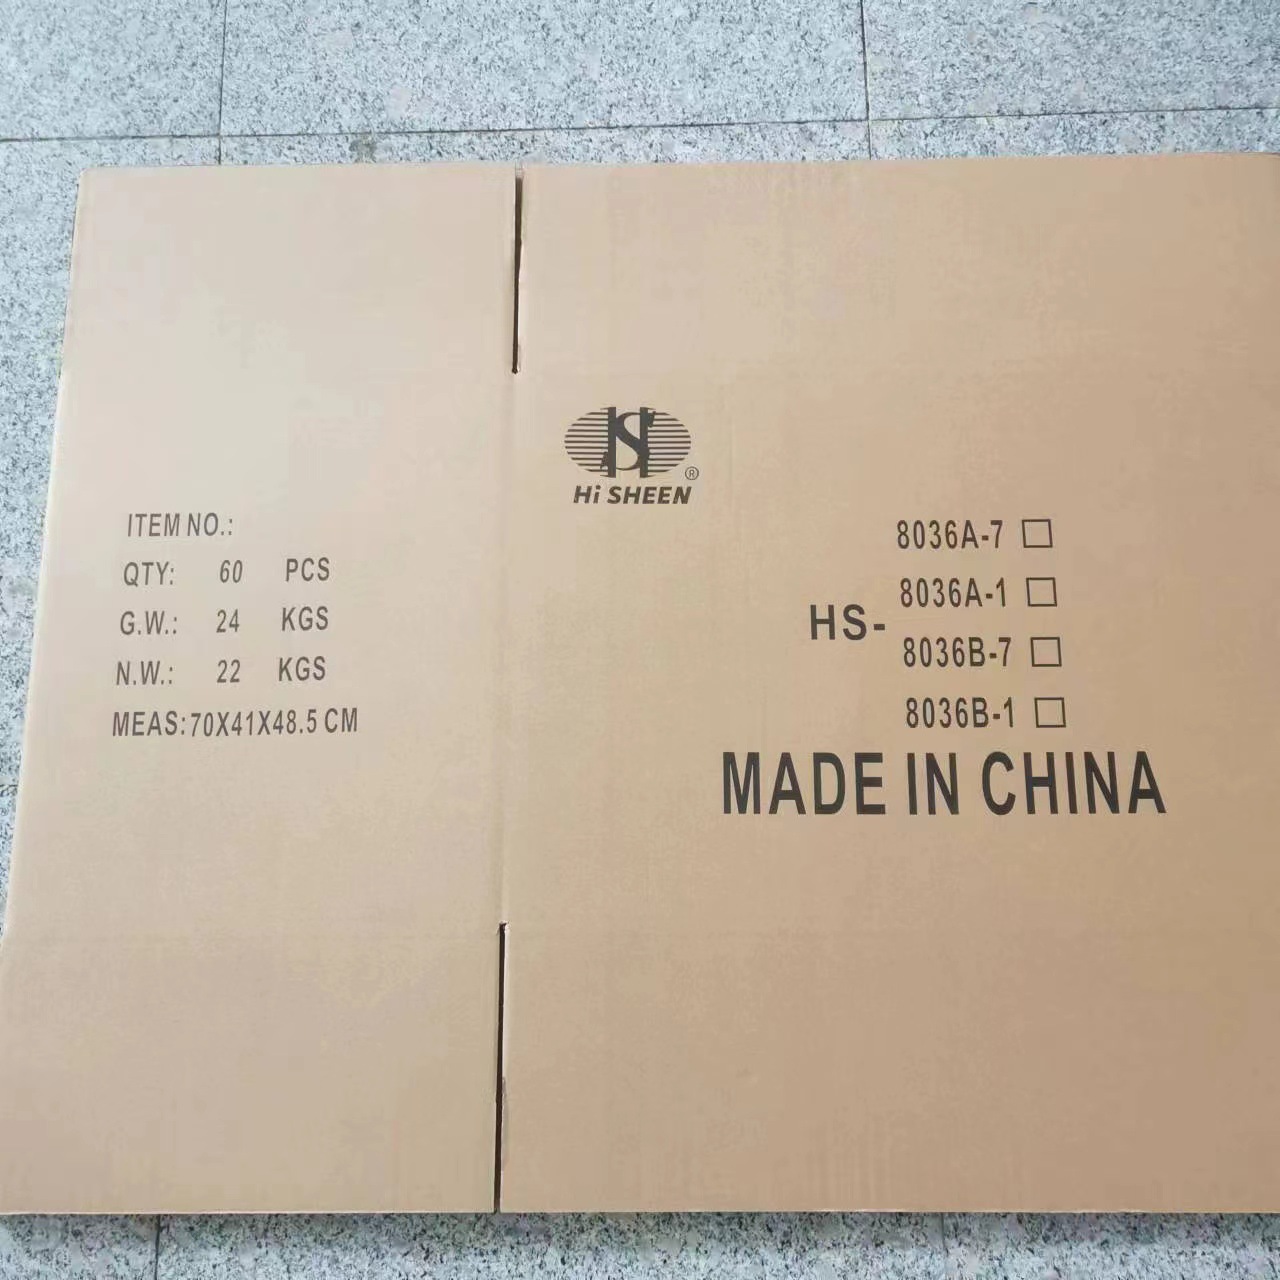 ITEM NO.:
QTY: 60 PCS
G.W.: 24 KGS
N.W.: 22 KGS
MEAS: 70X41X48.5 CM
HS
®
Hi SHEEN
HS-
8036A-7
8036A-1
8036B-7
8036B-1
MADE IN CHINA